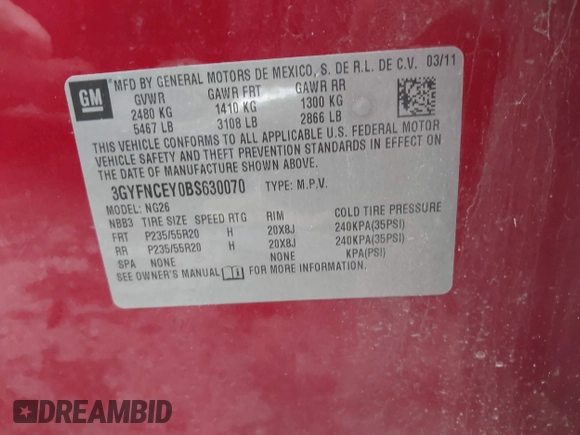 GM
MFD BY GENERAL MOTORS DE MEXICO, S. DE R.L. DE C.V. 03/11
GVWR GAWR FRT GAWR RR
2480 KG 1410 KG 1300 KG
5467 LB 3108 LB 2866 LB
THIS VEHICLE CONFORMS TO ALL APPLICABLE U.S. FEDERAL MOTOR
VEHICLE SAFETY AND THEFT PREVENTION STANDARDS IN EFFECT ON
THE DATE OF MANUFACTURE SHOWN ABOVE.
3GYFNCEY0BS630070 TYPE: M.P.V.
MODEL: NG26
NBB3 TIRE SIZE SPEED RTG RIM COLD TIRE PRESSURE
FRT P235/55R20 H 20X8J 240KPA(35PSI)
RR P235/55R20 H 20X8J 240KPA(35PSI)
SPA NONE NONE KPA(PSI)
SEE OWNER'S MANUAL FOR MORE INFORMATION.
DREAMBID